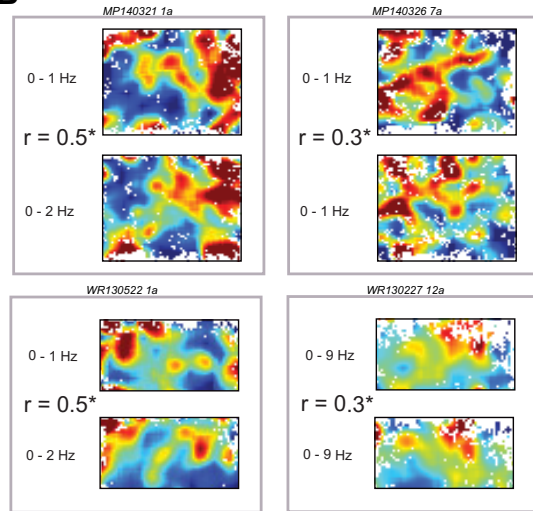 MP140321 1a
0 - 1 Hz
r = 0.5*
0 - 2 Hz
MP140326 7a
0 - 1 Hz
r = 0.3*
0 - 1 Hz
WR130522 1a
0 - 1 Hz
r = 0.5*
0 - 2 Hz
WR130227 12a
0 - 9 Hz
r = 0.3*
0 - 9 Hz